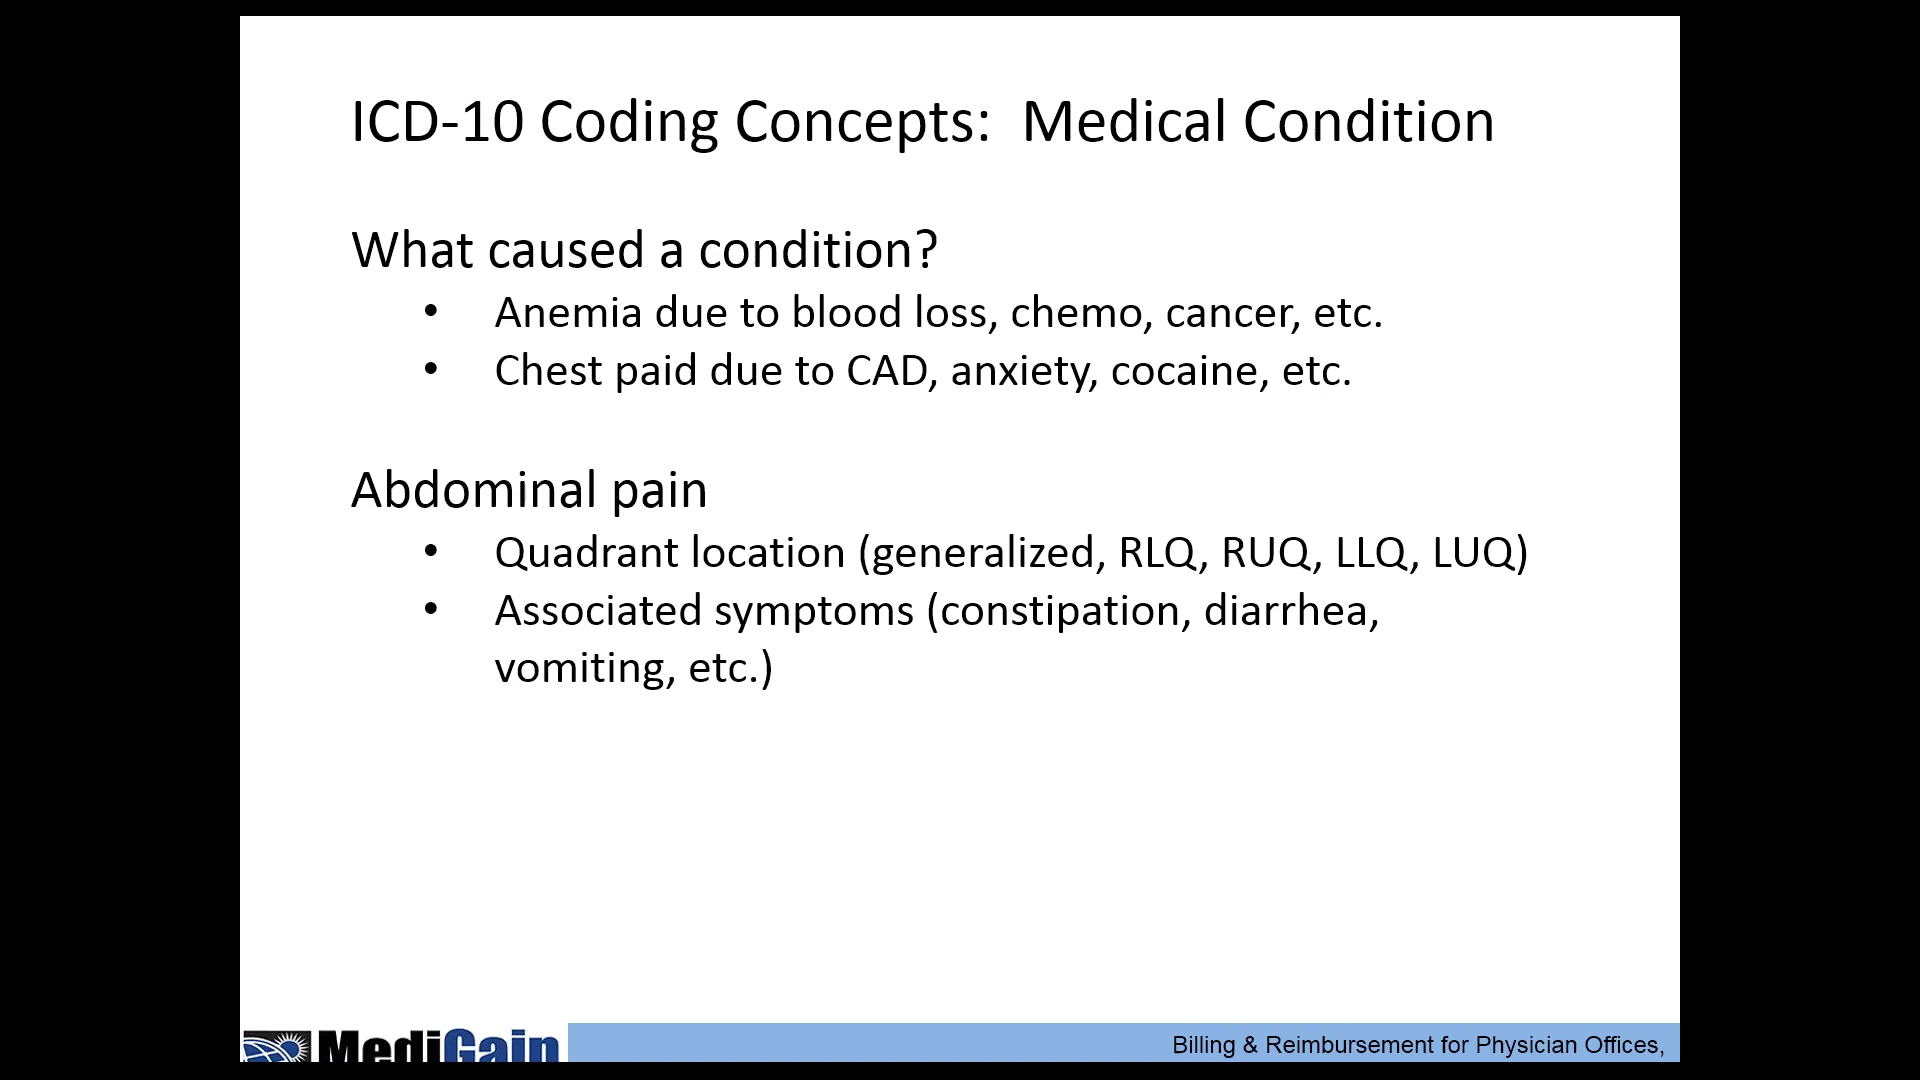 ICD-10 Coding Concepts:  Medical Condition
What caused a condition?
• Anemia due to blood loss, chemo, cancer, etc.
• Chest paid due to CAD, anxiety, cocaine, etc.
Abdominal pain
• Quadrant location (generalized, RLQ, RUQ, LLQ, LUQ)
• Associated symptoms (constipation, diarrhea,
vomiting, etc.)
MediGain
Billing & Reimbursement for Physician Offices,